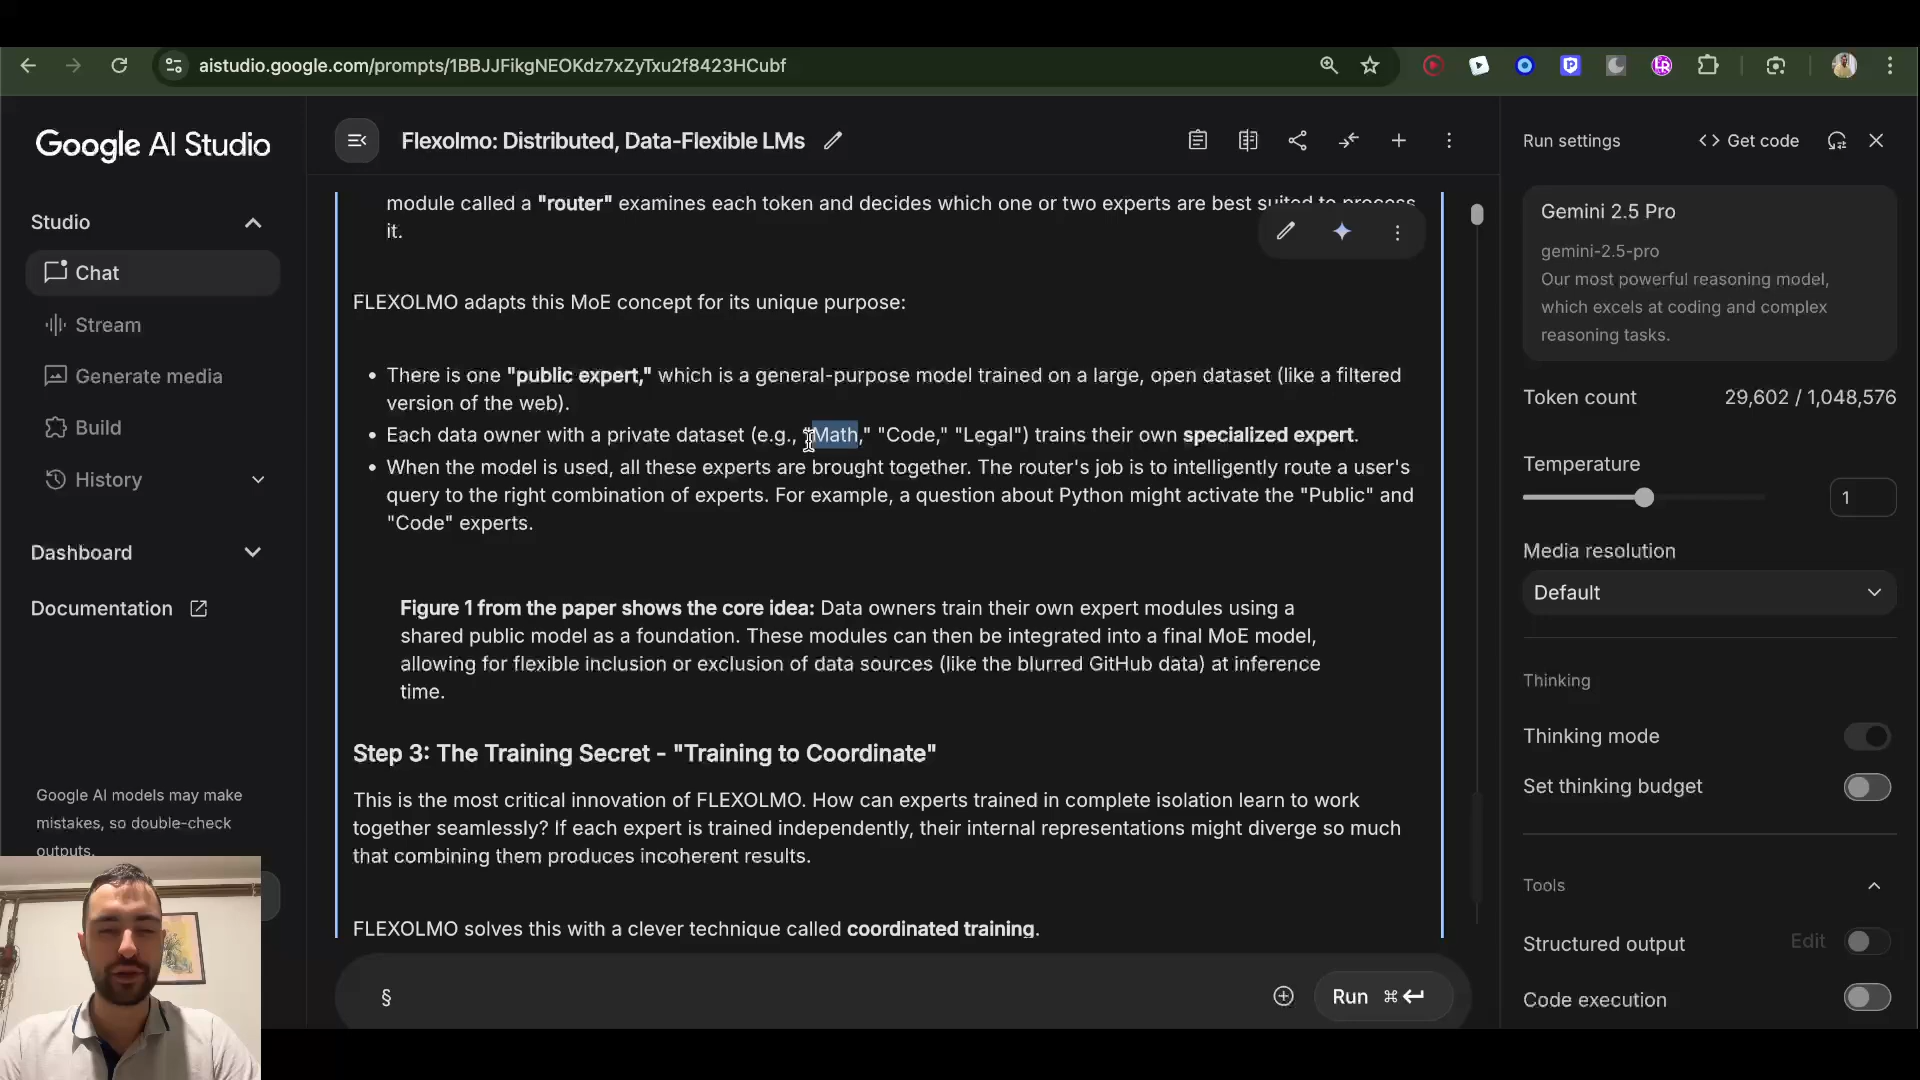 aistudio.google.com/prompts/1BBJJFikgNEOKdz7xZyTxu2f8423HCubf
Google AI Studio
Flexolmo: Distributed, Data-Flexible LMs
Run settings
Get code
Studio
Chat
Stream
Generate media
Build
History
Dashboard
Documentation
Google AI models may make
mistakes, so double-check
outputs.
module called a "router" examines each token and decides which one or two experts are best suited to process
it.
FLEXOLMO adapts this MoE concept for its unique purpose:
• There is one "public expert," which is a general-purpose model trained on a large, open dataset (like a filtered
version of the web).
• Each data owner with a private dataset (e.g., "Math," "Code," "Legal") trains their own specialized expert.
• When the model is used, all these experts are brought together. The router's job is to intelligently route a user's
query to the right combination of experts. For example, a question about Python might activate the "Public" and
"Code" experts.
Figure 1 from the paper shows the core idea: Data owners train their own expert modules using a
shared public model as a foundation. These modules can then be integrated into a final MoE model,
allowing for flexible inclusion or exclusion of data sources (like the blurred GitHub data) at inference
time.
Step 3: The Training Secret - "Training to Coordinate"
This is the most critical innovation of FLEXOLMO. How can experts trained in complete isolation learn to work
together seamlessly? If each expert is trained independently, their internal representations might diverge so much
that combining them produces incoherent results.
FLEXOLMO solves this with a clever technique called coordinated training.
§
Run ⌘ ↵
Gemini 2.5 Pro
gemini-2.5-pro
Our most powerful reasoning model,
which excels at coding and complex
reasoning tasks.
Token count 29,602 / 1,048,576
Temperature
1
Media resolution
Default
Thinking
Thinking mode
Set thinking budget
Tools
Structured output Edit
Code execution